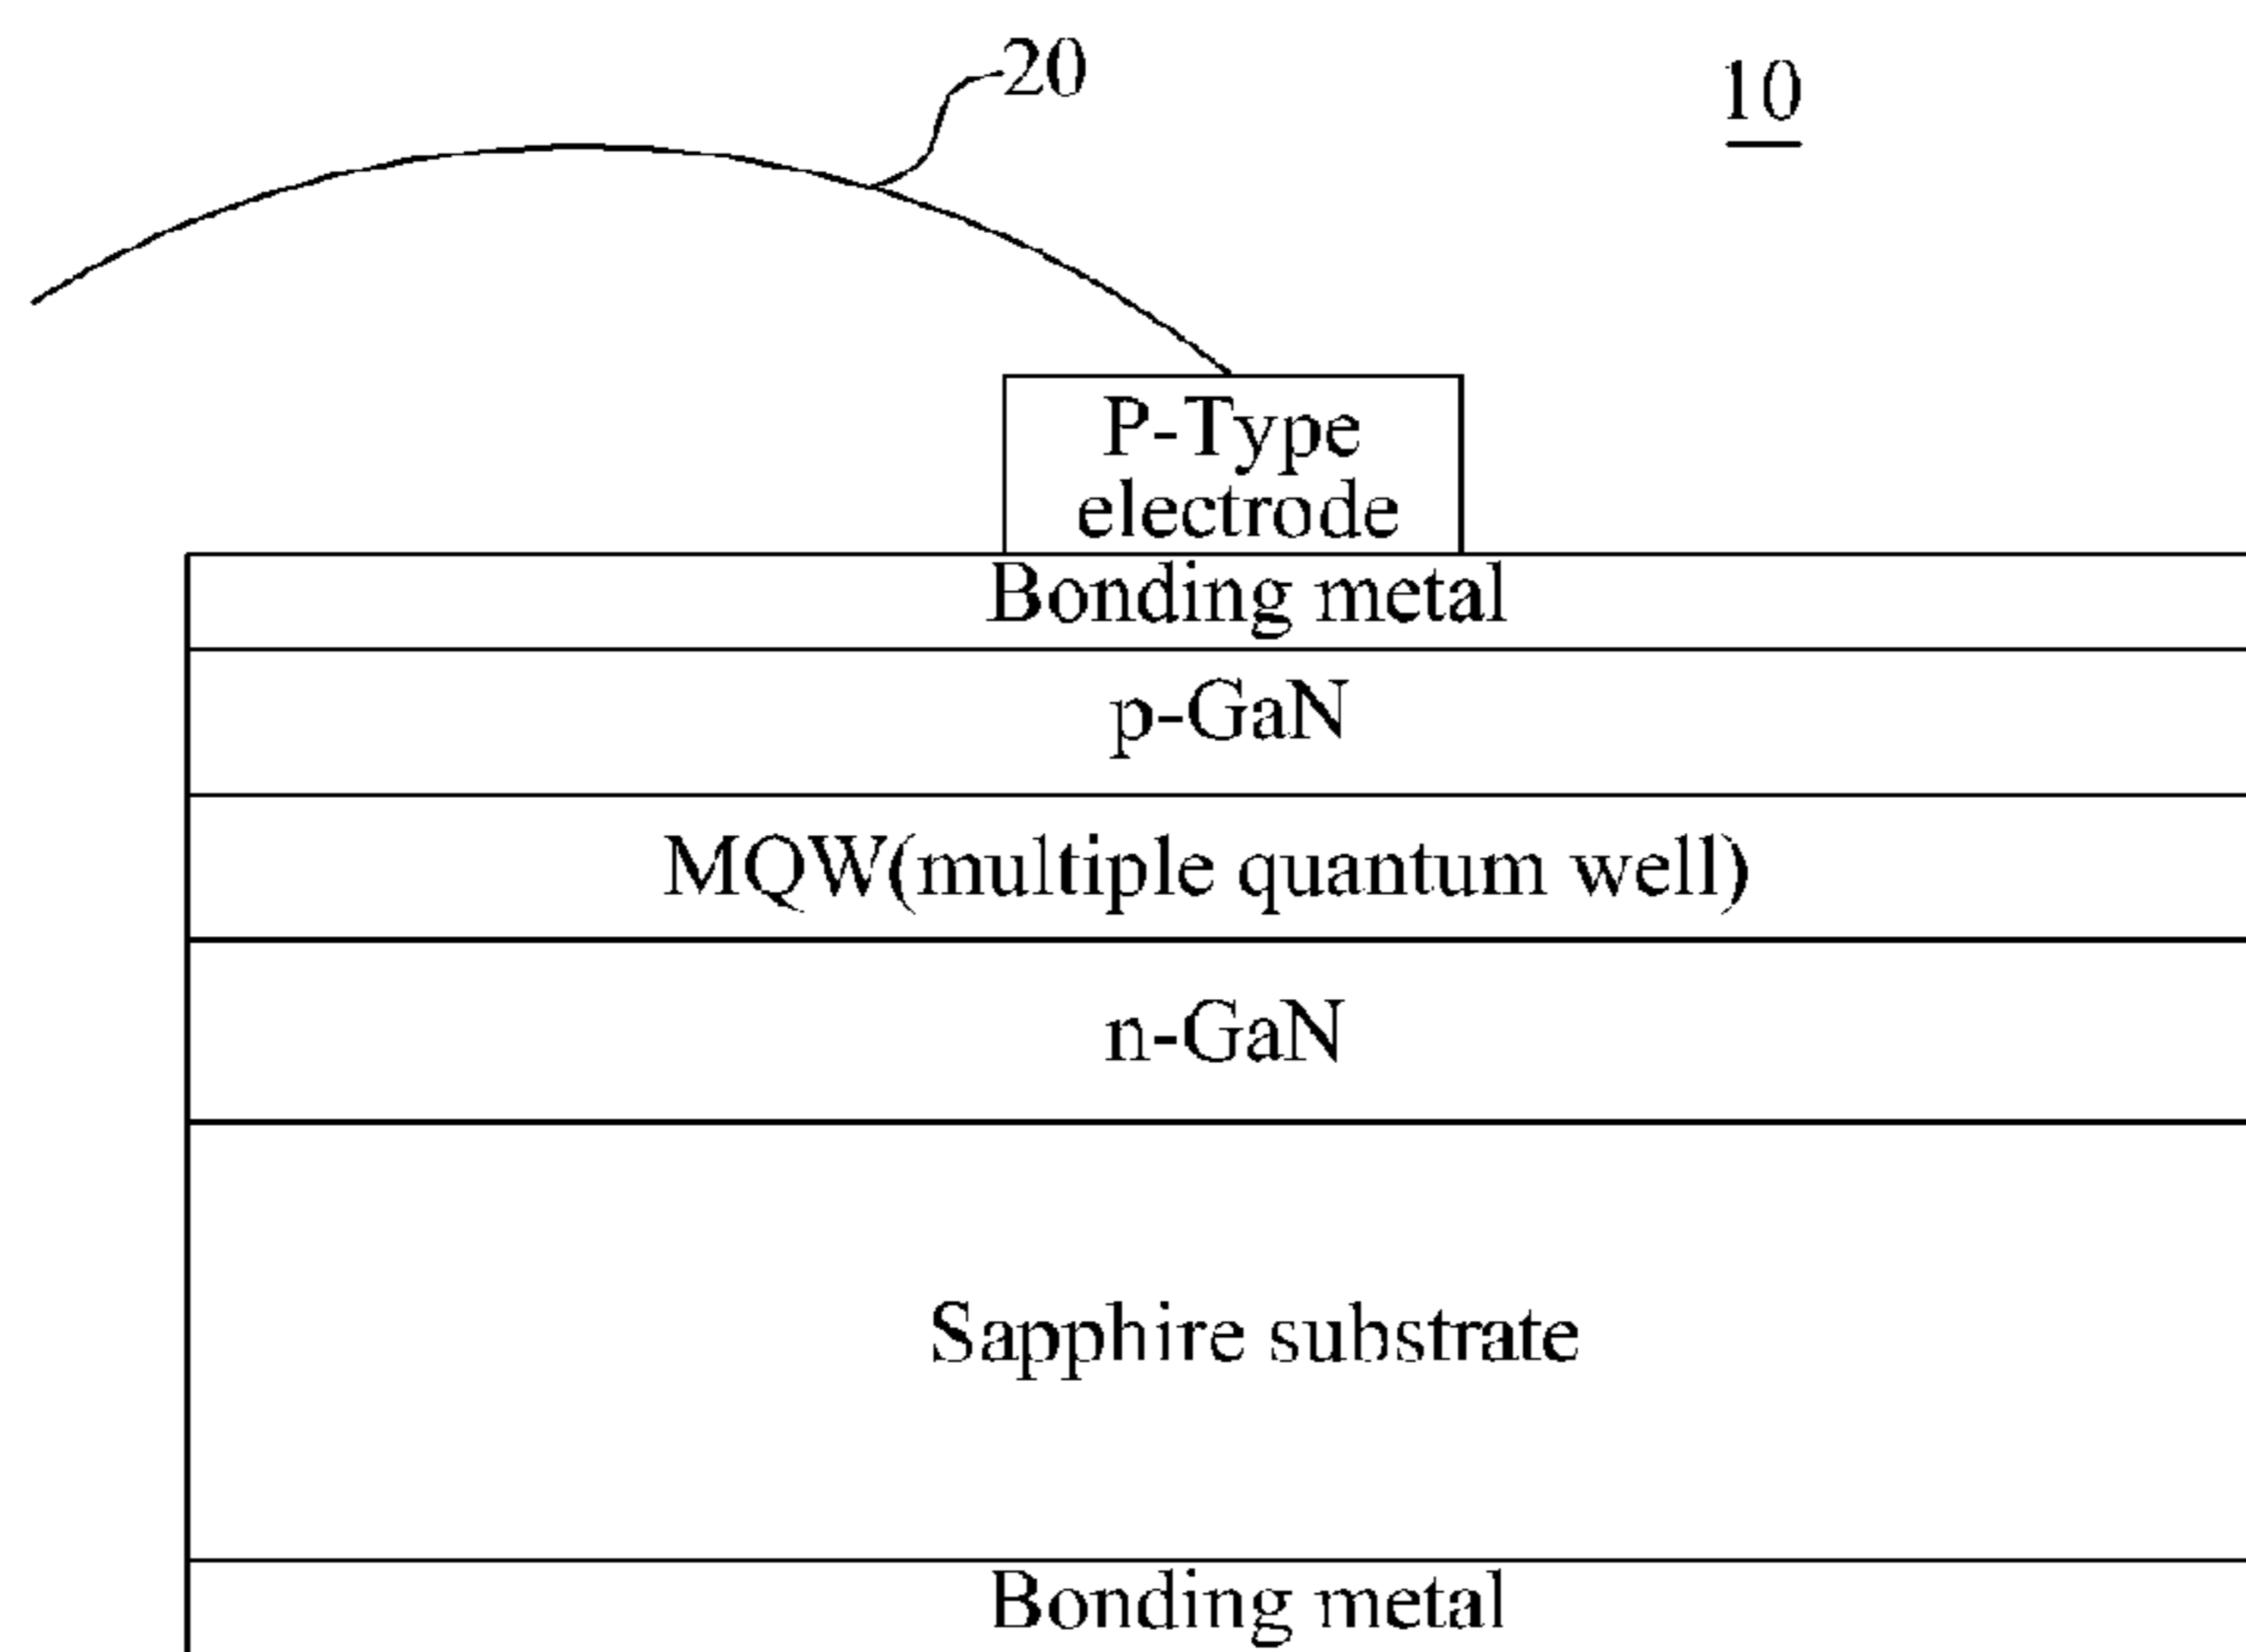 20
10
P-Type
electrode
Bonding metal
p-GaN
MQW(multiple quantum well)
n-GaN
Sapphire substrate
Bonding metal